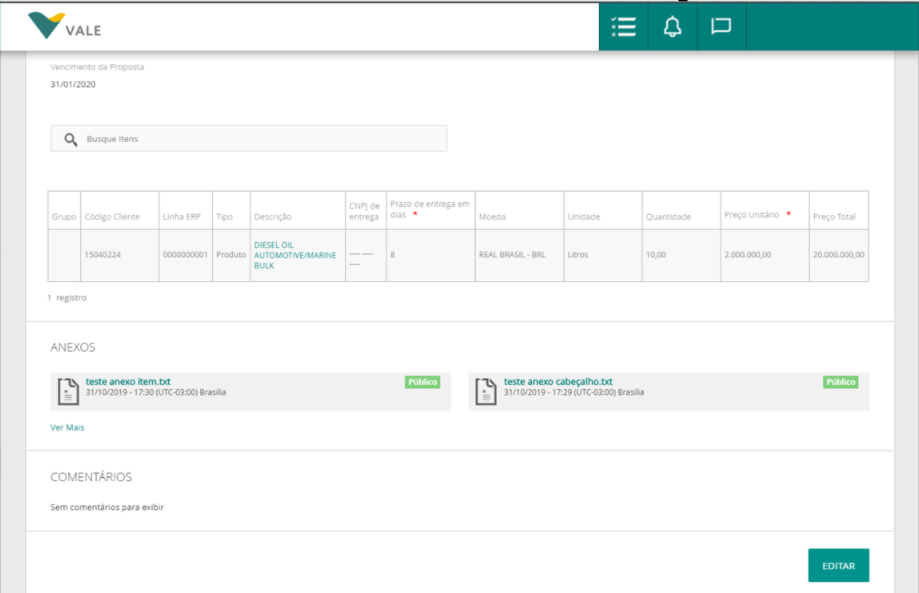 VALE
Vencimento da Proposta
31/01/2020
Busque Itens
Grupo Código Cliente Linha ERP Tipo Descrição CNPJ de entrega Prazo de entrega em dias * Moeda Unidade Quantidade Preço Unitário * Preço Total
15040224 0000000001 Produto DIESEL OIL AUTOMOTIVE/MARINE BULK --- --- --- 8 REAL BRASIL - BRL Litros 10,00 2.000.000,00 20.000.000,00
1 registro
ANEXOS
teste anexo item.txt Público
31/10/2019 - 17:30 (UTC-03:00) Brasilia
teste anexo cabeçalho.txt Público
31/10/2019 - 17:29 (UTC-03:00) Brasilia
Ver Mais
COMENTÁRIOS
Sem comentários para exibir
EDITAR